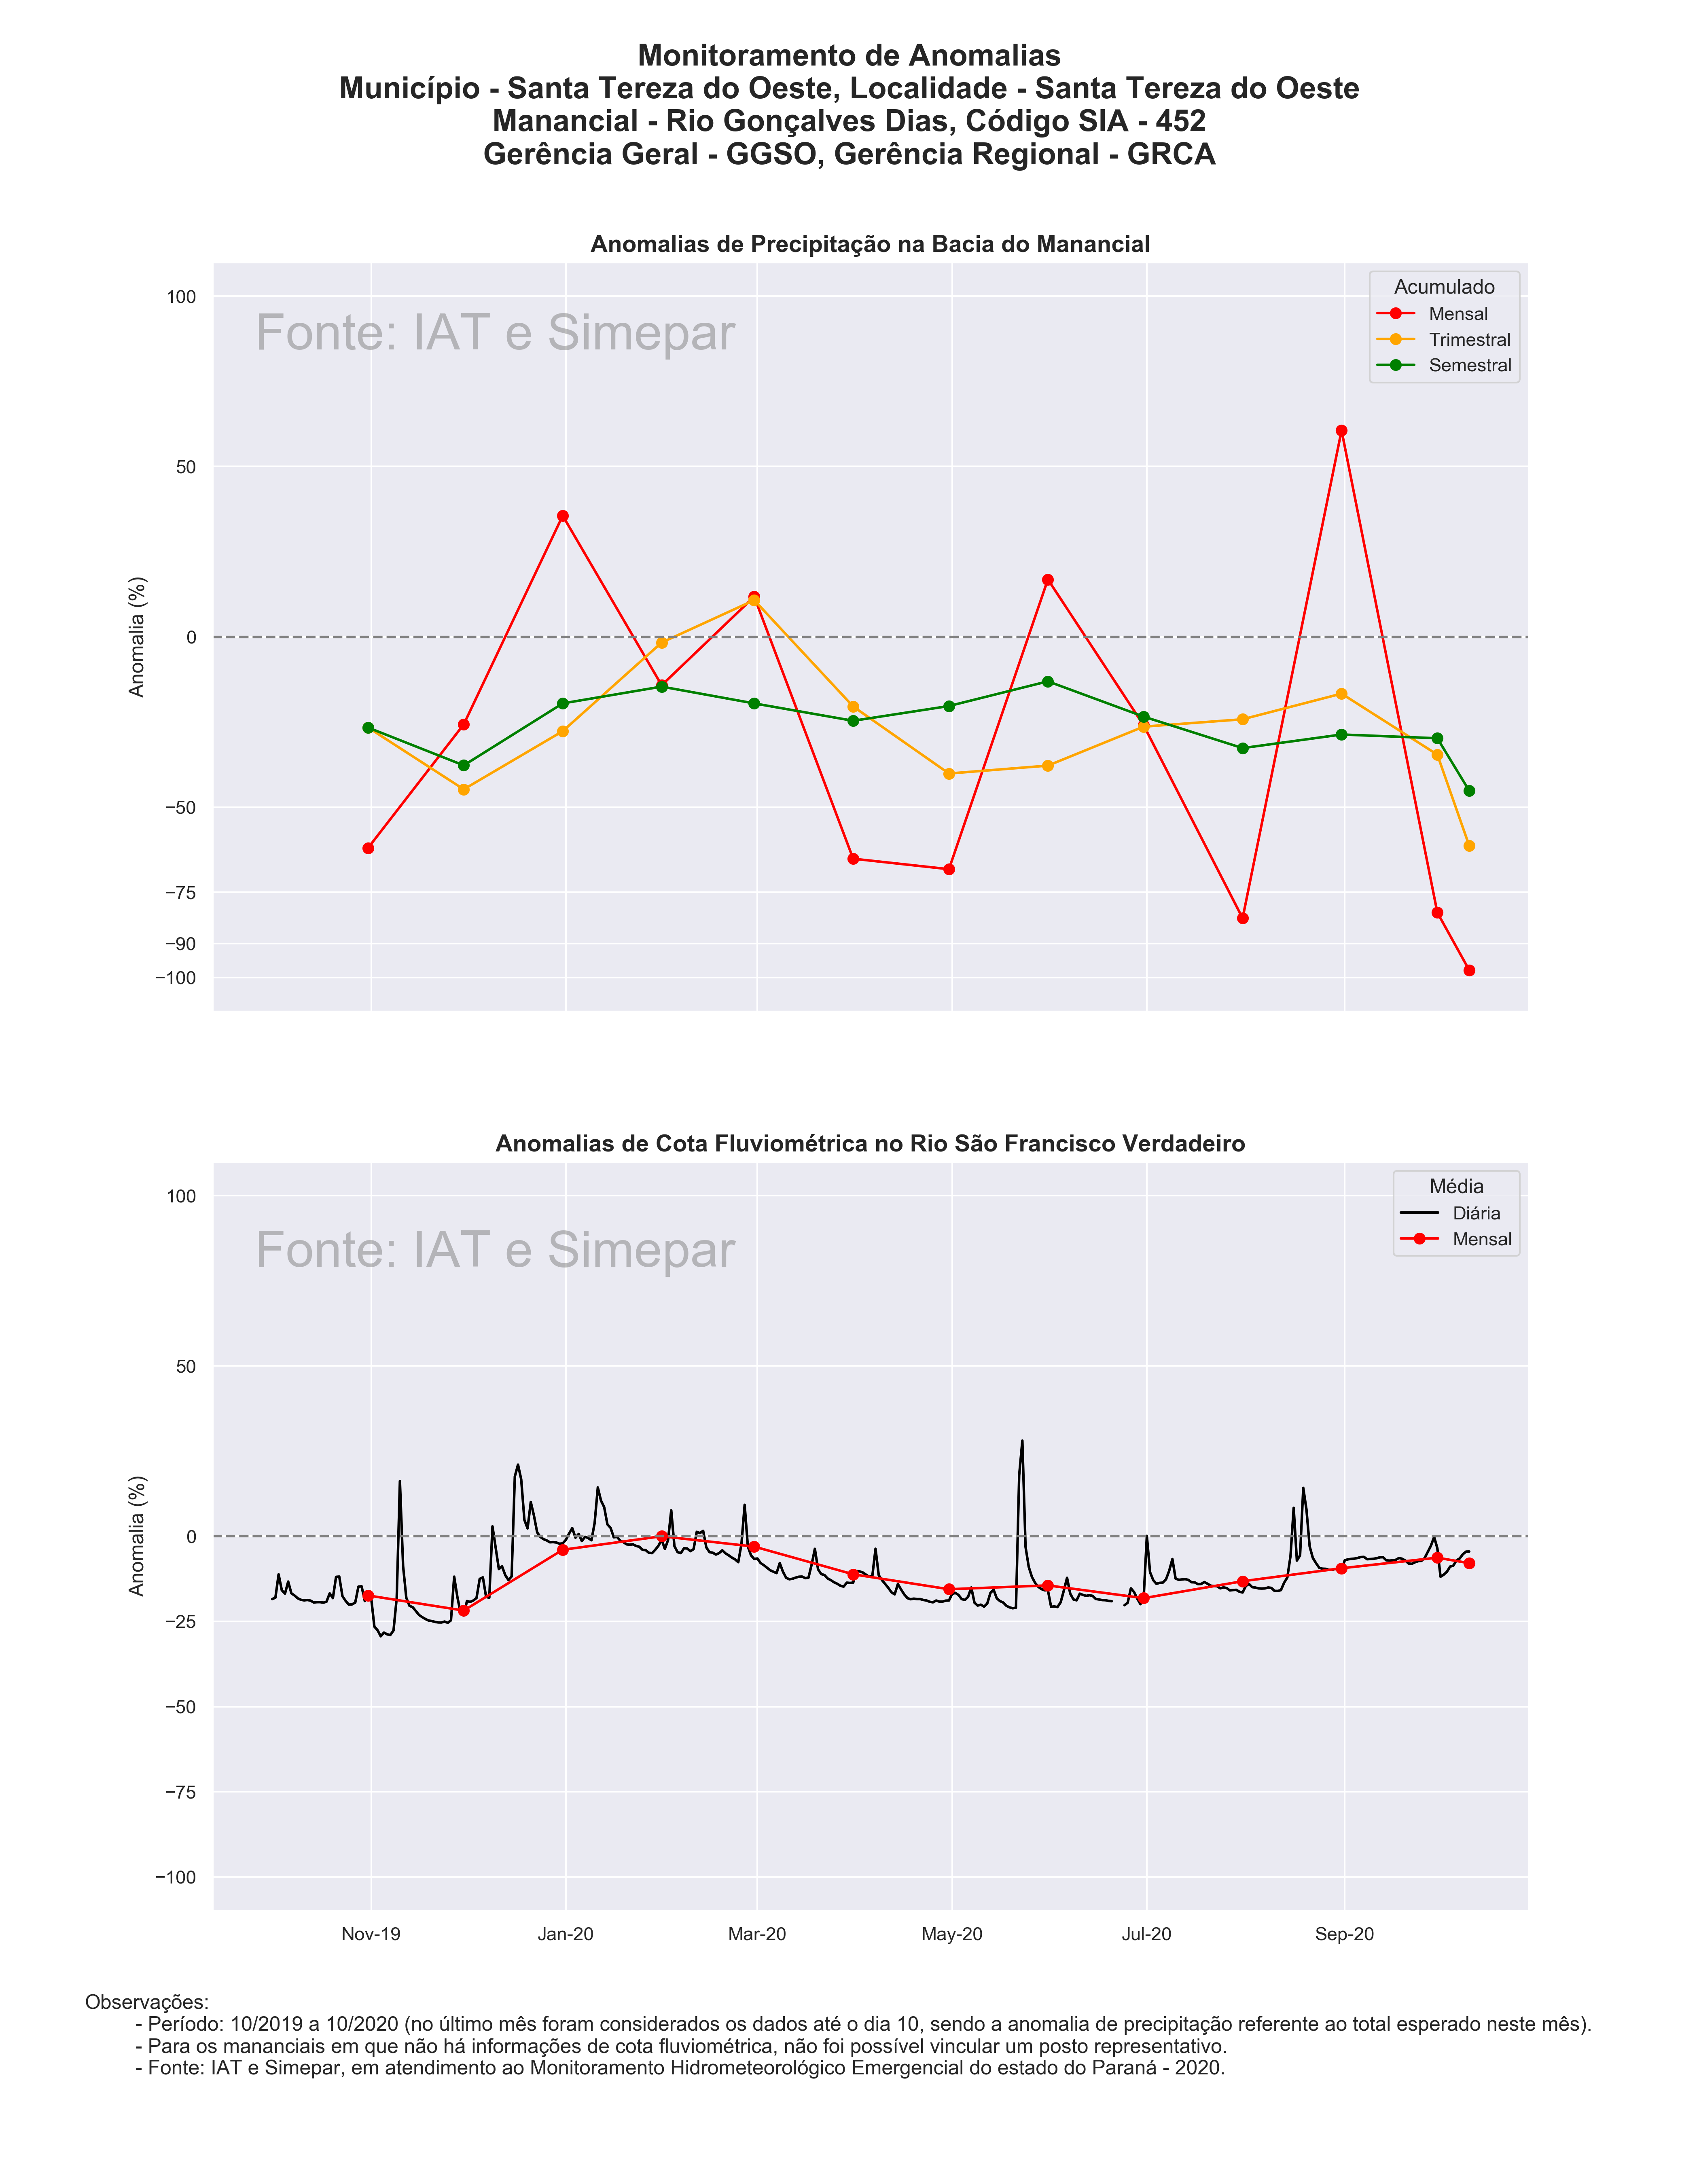 Monitoramento de Anomalias
Município - Santa Tereza do Oeste, Localidade - Santa Tereza do Oeste
Manancial - Rio Gonçalves Dias, Código SIA - 452
Gerência Geral - GGSO, Gerência Regional - GRCA
Anomalias de Precipitação na Bacia do Manancial
Fonte: IAT e Simepar
Acumulado
Mensal
Trimestral
Semestral
Anomalia (%)
100
50
0
−50
−75
−90
−100
Anomalias de Cota Fluviométrica no Rio São Francisco Verdadeiro
Fonte: IAT e Simepar
Média
Diária
Mensal
Anomalia (%)
100
50
0
−25
−50
−75
−100
Nov-19 Jan-20 Mar-20 May-20 Jul-20 Sep-20
Observações:
- Período: 10/2019 a 10/2020 (no último mês foram considerados os dados até o dia 10, sendo a anomalia de precipitação referente ao total esperado neste mês).
- Para os mananciais em que não há informações de cota fluviométrica, não foi possível vincular um posto representativo.
- Fonte: IAT e Simepar, em atendimento ao Monitoramento Hidrometeorológico Emergencial do estado do Paraná - 2020.